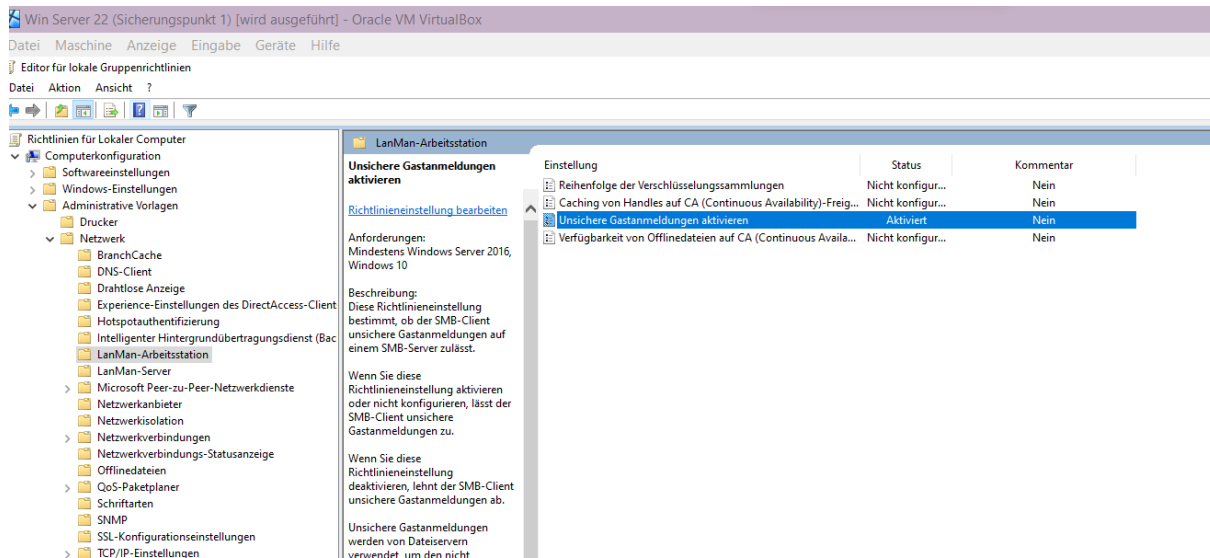 Win Server 22 (Sicherungspunkt 1) [wird ausgeführt] - Oracle VM VirtualBox
Datei Maschine Anzeige Eingabe Geräte Hilfe
Editor für lokale Gruppenrichtlinien
Datei Aktion Ansicht ?
Richtlinien für Lokaler Computer
Computerkonfiguration
Softwareeinstellungen
Windows-Einstellungen
Administrative Vorlagen
Drucker
Netzwerk
BranchCache
DNS-Client
Drahtlose Anzeige
Experience-Einstellungen des DirectAccess-Client
Hotspotauthentifizierung
Intelligenter Hintergrundübertragungsdienst (Bac
LanMan-Arbeitsstation
LanMan-Server
Microsoft Peer-zu-Peer-Netzwerkdienste
Netzwerkanbieter
Netzwerkisolation
Netzwerkverbindungen
Netzwerkverbindungs-Statusanzeige
Offlinedateien
QoS-Paketplaner
Schriftarten
SNMP
SSL-Konfigurationseinstellungen
TCP/IP-Einstellungen
LanMan-Arbeitsstation
Unsichere Gastanmeldungen
aktivieren
Richtlinieneinstellung bearbeiten
Anforderungen:
Mindestens Windows Server 2016,
Windows 10
Beschreibung:
Diese Richtlinieneinstellung
bestimmt, ob der SMB-Client
unsichere Gastanmeldungen auf
einem SMB-Server zulässt.
Wenn Sie diese
Richtlinieneinstellung aktivieren
oder nicht konfigurieren, lässt der
SMB-Client unsichere
Gastanmeldungen zu.
Wenn Sie diese
Richtlinieneinstellung
deaktivieren, lehnt der SMB-Client
unsichere Gastanmeldungen ab.
Unsichere Gastanmeldungen
werden von Dateiservern
verwendet, um den nicht
Einstellung Status Kommentar
Reihenfolge der Verschlüsselungssammlungen Nicht konfigur... Nein
Caching von Handles auf CA (Continuous Availability)-Freig... Nicht konfigur... Nein
Unsichere Gastanmeldungen aktivieren Aktiviert Nein
Verfügbarkeit von Offlinedateien auf CA (Continuous Availa... Nicht konfigur... Nein